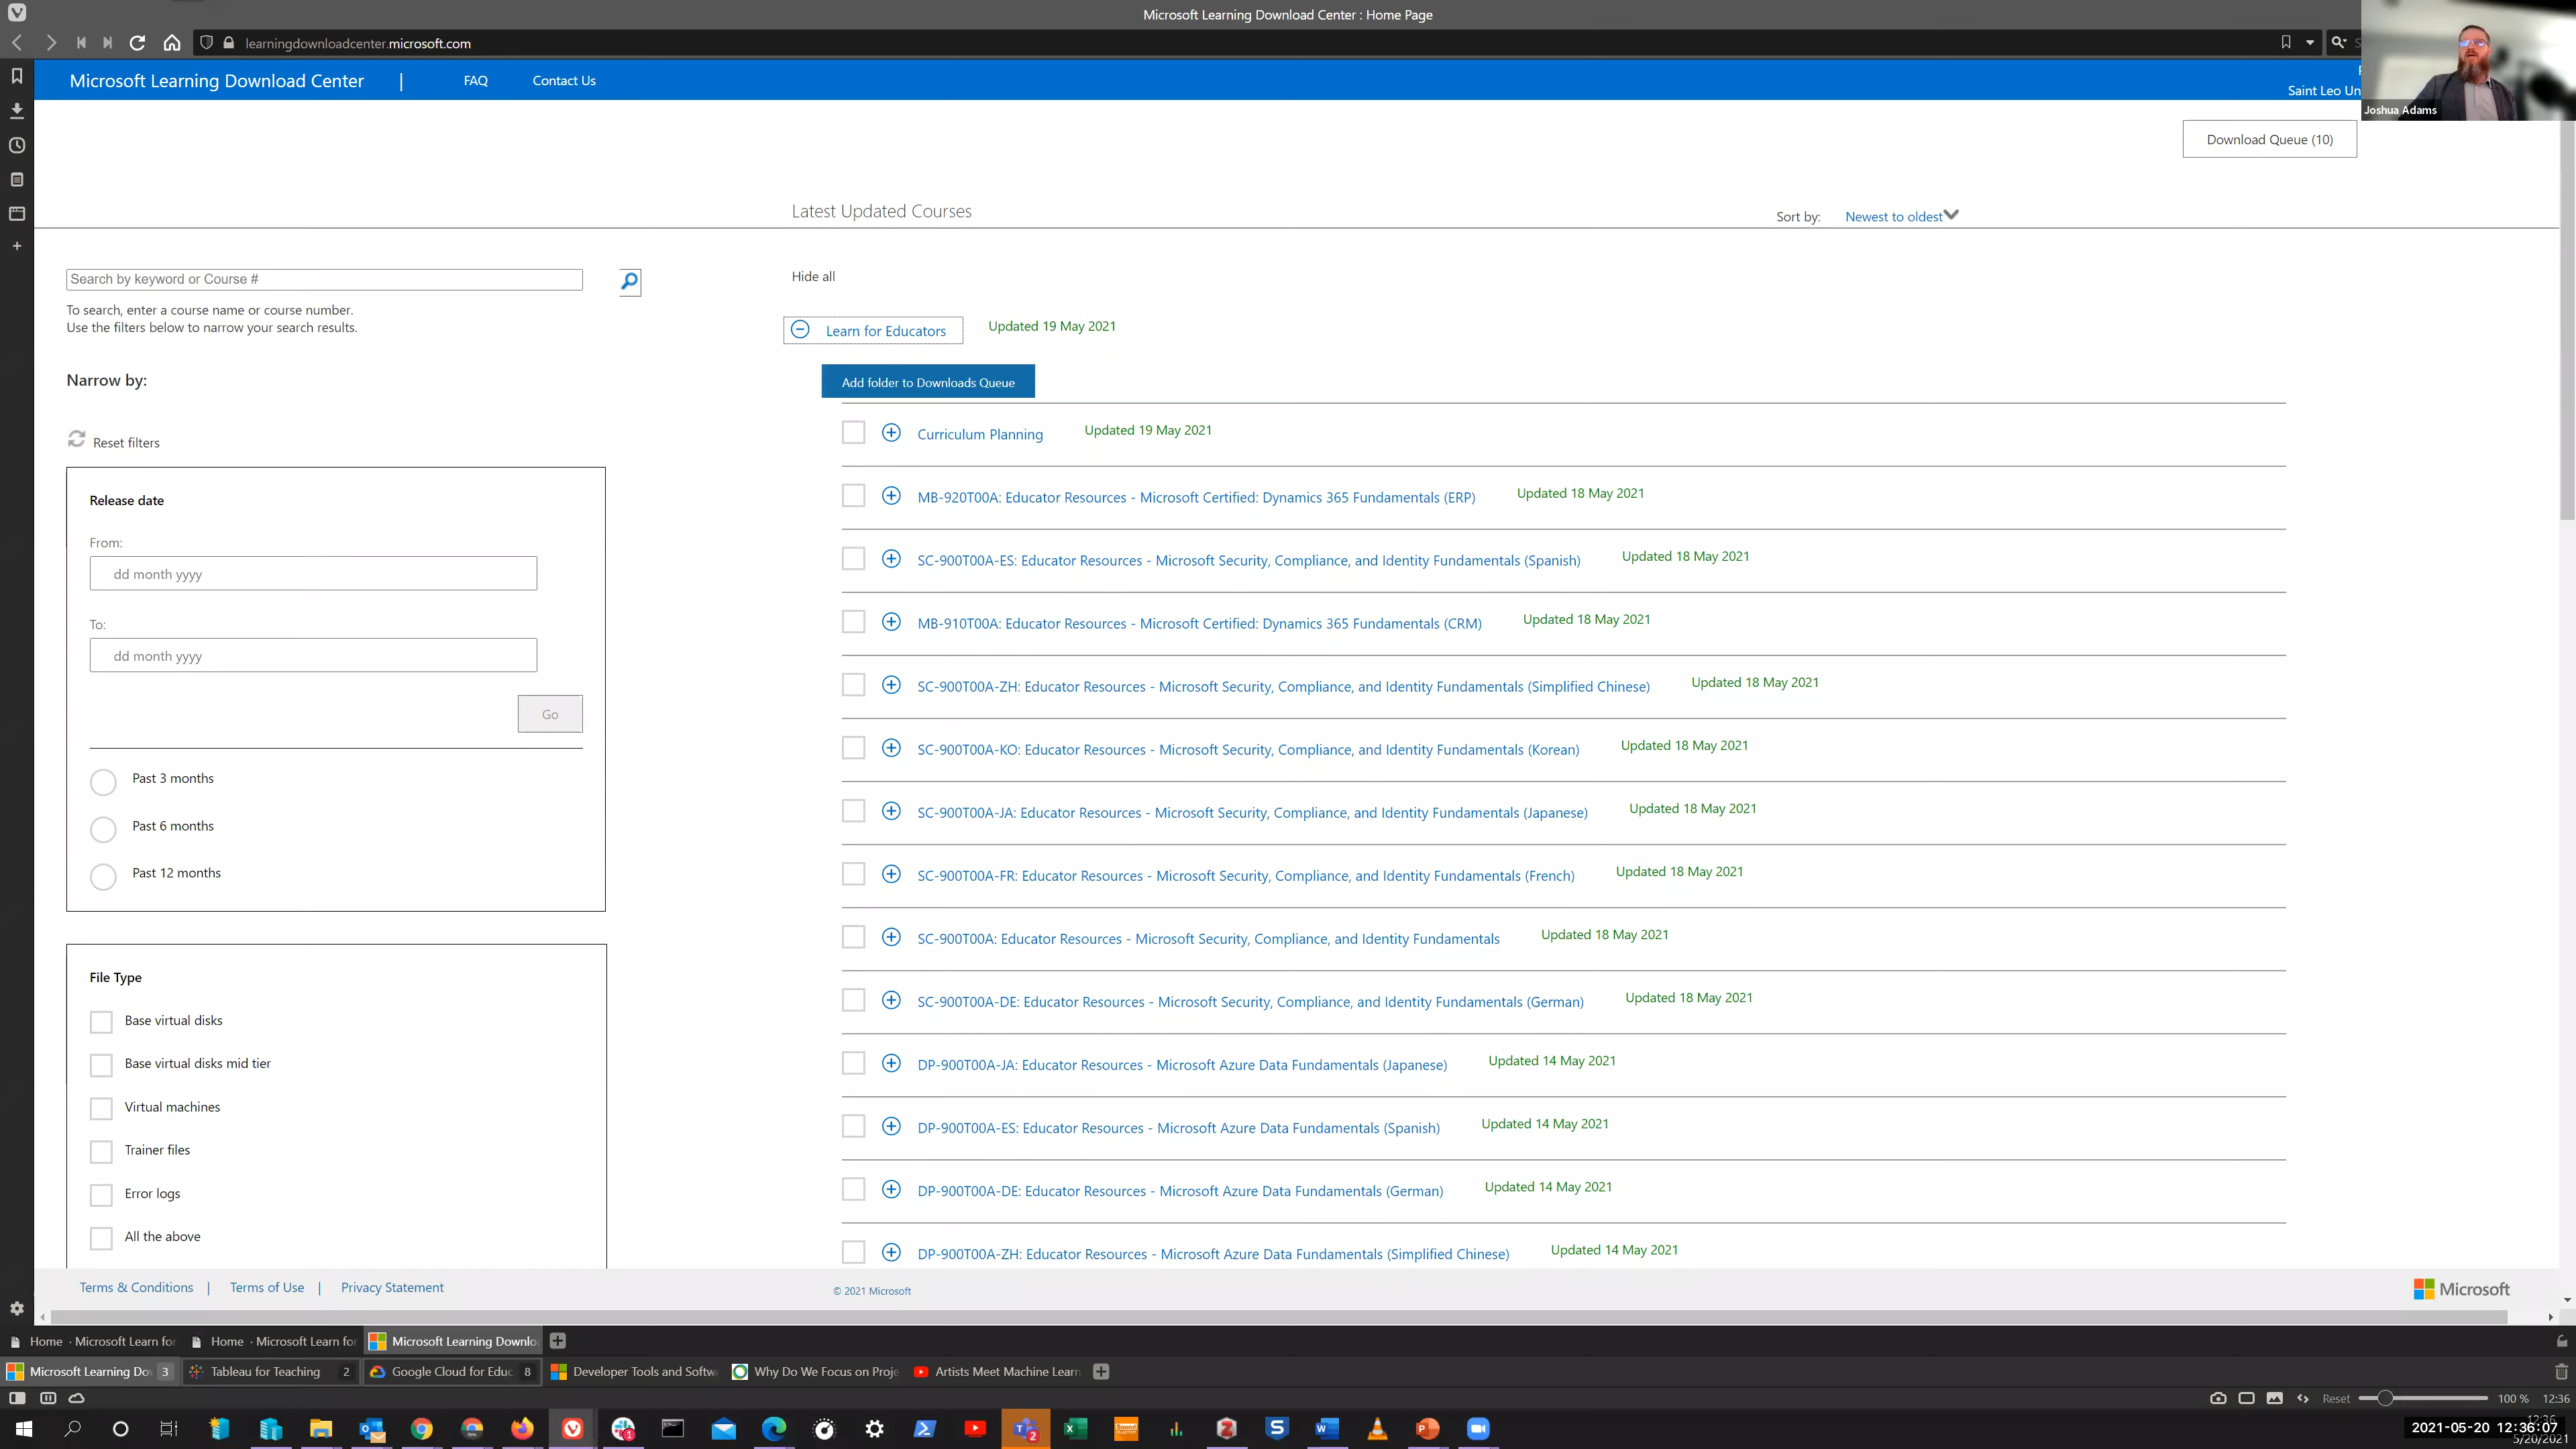 Microsoft Learning Download Center : Home Page
learningdownloadcenter.microsoft.com
Microsoft Learning Download Center | FAQ Contact Us
Saint Leo Un
Joshua Adams
Download Queue (10)
Latest Updated Courses
Sort by: Newest to oldest
Search by keyword or Course #
To search, enter a course name or course number.
Use the filters below to narrow your search results.
Narrow by:
Reset filters
Release date
From:
dd month yyyy
To:
dd month yyyy
Go
Past 3 months
Past 6 months
Past 12 months
File Type
Base virtual disks
Base virtual disks mid tier
Virtual machines
Trainer files
Error logs
All the above
Hide all
Learn for Educators Updated 19 May 2021
Add folder to Downloads Queue
Curriculum Planning Updated 19 May 2021
MB-920T00A: Educator Resources - Microsoft Certified: Dynamics 365 Fundamentals (ERP) Updated 18 May 2021
SC-900T00A-ES: Educator Resources - Microsoft Security, Compliance, and Identity Fundamentals (Spanish) Updated 18 May 2021
MB-910T00A: Educator Resources - Microsoft Certified: Dynamics 365 Fundamentals (CRM) Updated 18 May 2021
SC-900T00A-ZH: Educator Resources - Microsoft Security, Compliance, and Identity Fundamentals (Simplified Chinese) Updated 18 May 2021
SC-900T00A-KO: Educator Resources - Microsoft Security, Compliance, and Identity Fundamentals (Korean) Updated 18 May 2021
SC-900T00A-JA: Educator Resources - Microsoft Security, Compliance, and Identity Fundamentals (Japanese) Updated 18 May 2021
SC-900T00A-FR: Educator Resources - Microsoft Security, Compliance, and Identity Fundamentals (French) Updated 18 May 2021
SC-900T00A: Educator Resources - Microsoft Security, Compliance, and Identity Fundamentals Updated 18 May 2021
SC-900T00A-DE: Educator Resources - Microsoft Security, Compliance, and Identity Fundamentals (German) Updated 18 May 2021
DP-900T00A-JA: Educator Resources - Microsoft Azure Data Fundamentals (Japanese) Updated 14 May 2021
DP-900T00A-ES: Educator Resources - Microsoft Azure Data Fundamentals (Spanish) Updated 14 May 2021
DP-900T00A-DE: Educator Resources - Microsoft Azure Data Fundamentals (German) Updated 14 May 2021
DP-900T00A-ZH: Educator Resources - Microsoft Azure Data Fundamentals (Simplified Chinese) Updated 14 May 2021
Terms & Conditions | Terms of Use | Privacy Statement
© 2021 Microsoft
Microsoft
Home · Microsoft Learn for Home · Microsoft Learn for Microsoft Learning Downlo
Microsoft Learning Do 3 Tableau for Teaching 2 Google Cloud for Educ 8 Developer Tools and Softw Why Do We Focus on Proje Artists Meet Machine Learn
Reset 100 % 12:36
2021-05-20 12:36:07
5/20/2021